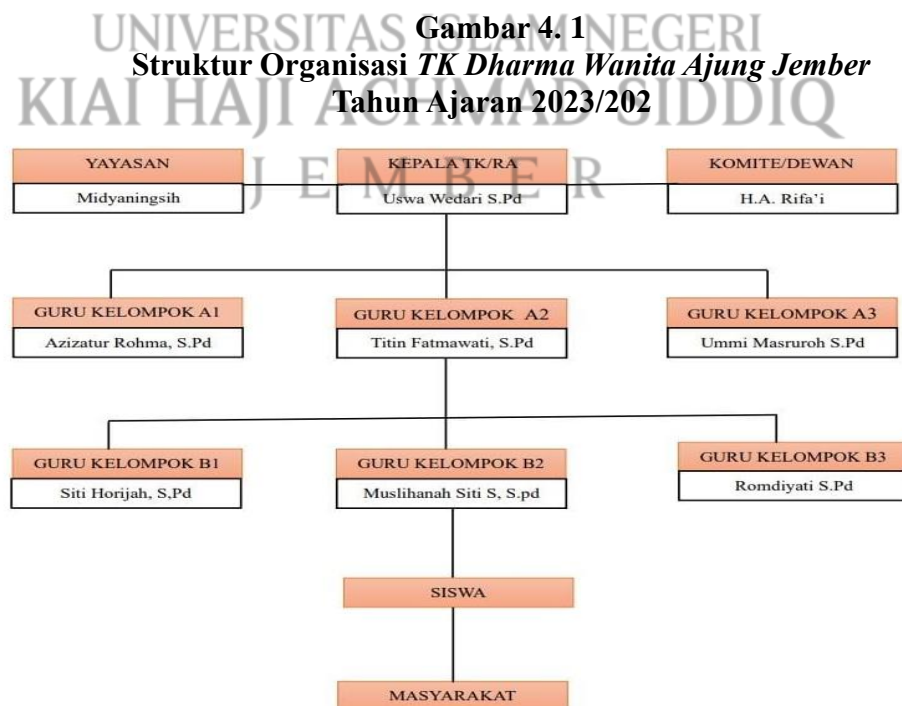 UNIVERSITAS ISLAM NEGERI
Gambar 4. 1
Struktur Organisasi TK Dharma Wanita Ajung Jember
KIAI HAJI ACHMAD SIDDIQ
Tahun Ajaran 2023/202
JEMBER
YAYASAN
Midyaningsih
KEPALA TK/RA
Uswa Wedari S.Pd
KOMITE/DEWAN
H.A. Rifa'i
GURU KELOMPOK A1
Azizatur Rohma, S.Pd
GURU KELOMPOK A2
Titin Fatmawati, S.Pd
GURU KELOMPOK A3
Ummi Masruroh S.Pd
GURU KELOMPOK B1
Siti Horijah, S,Pd
GURU KELOMPOK B2
Muslihanah Siti S, S.pd
GURU KELOMPOK B3
Romdiyati S.Pd
SISWA
MASYARAKAT